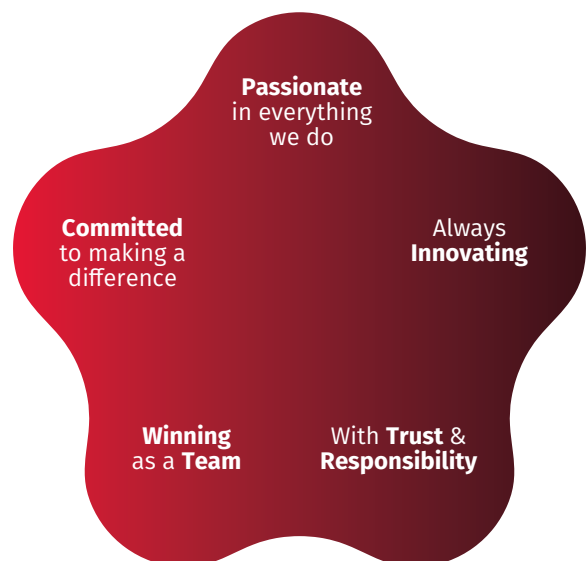 Passionate
in everything
we do
Committed
to making a
difference
Always
Innovating
Winning
as a Team
With Trust &
Responsibility